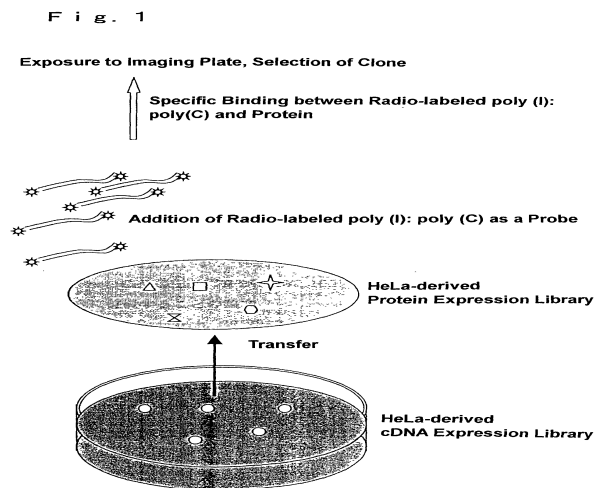 Fig. 1
Exposure to Imaging Plate, Selection of Clone
Specific Binding between Radio-labeled poly (I):
poly(C) and Protein
Addition of Radio-labeled poly (I): poly (C) as a Probe
HeLa-derived
Protein Expression Library
Transfer
HeLa-derived
cDNA Expression Library